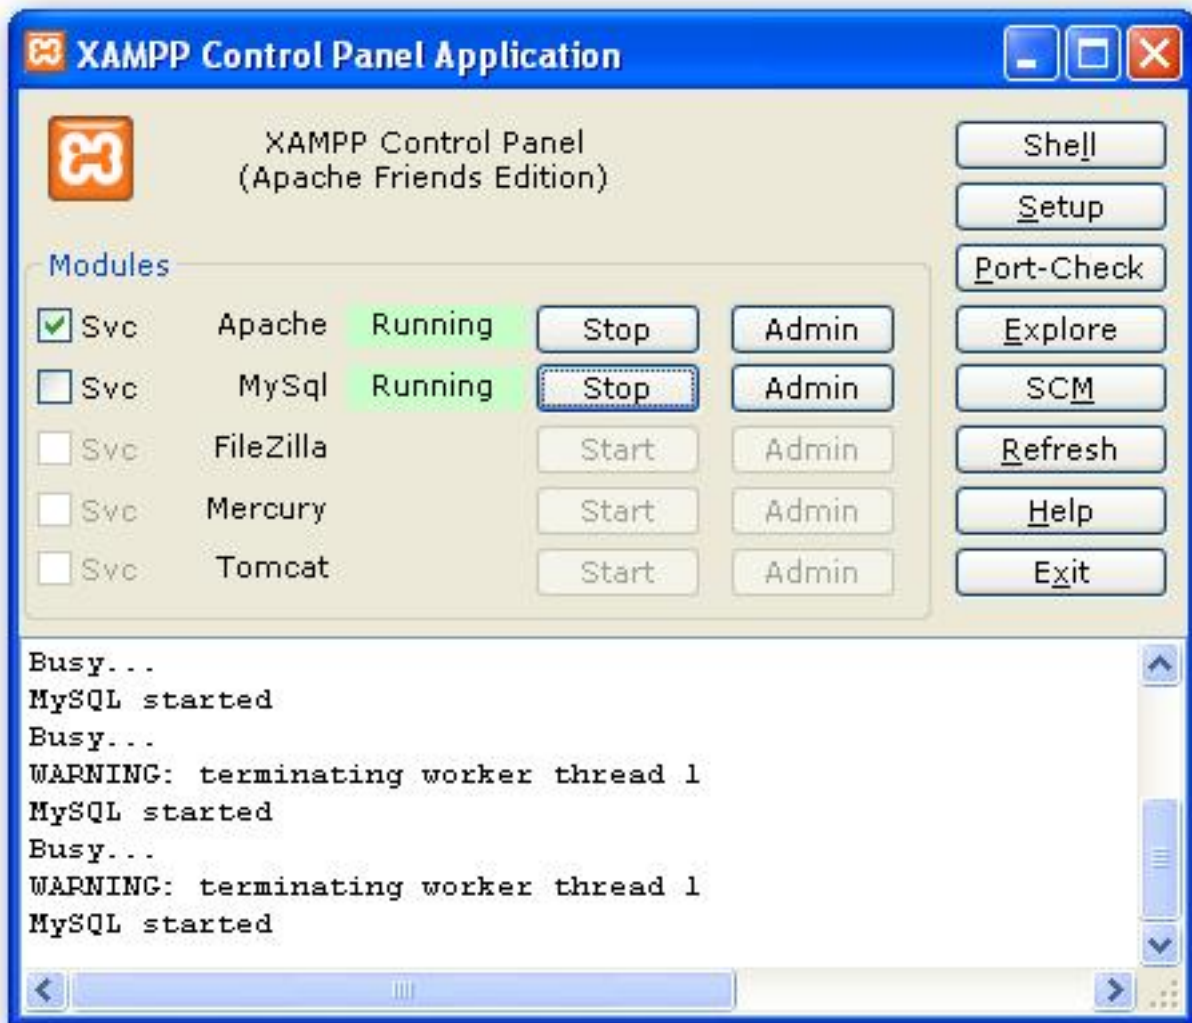 XAMPP Control Panel Application
XAMPP Control Panel
(Apache Friends Edition)
Shell
Setup
Port-Check
Explore
SCM
Refresh
Help
Exit
Modules
Svc Apache Running Stop Admin
Svc MySql Running Stop Admin
Svc FileZilla Start Admin
Svc Mercury Start Admin
Svc Tomcat Start Admin
Busy...
MySQL started
Busy...
WARNING: terminating worker thread 1
MySQL started
Busy...
WARNING: terminating worker thread 1
MySQL started